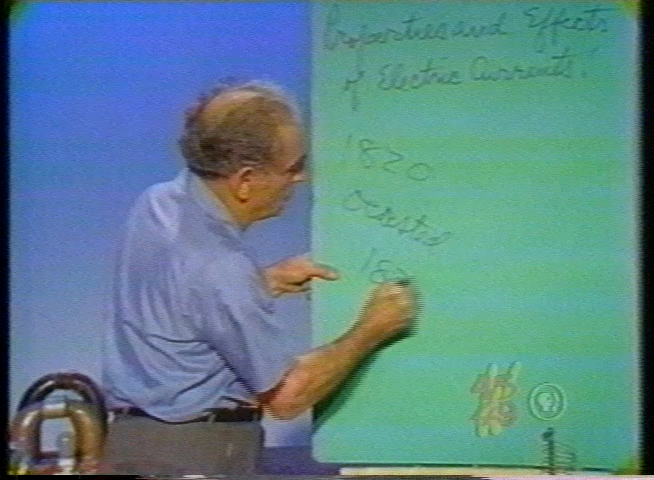 Properties and Effects
of Electric Currents!
1820
Oersted
182